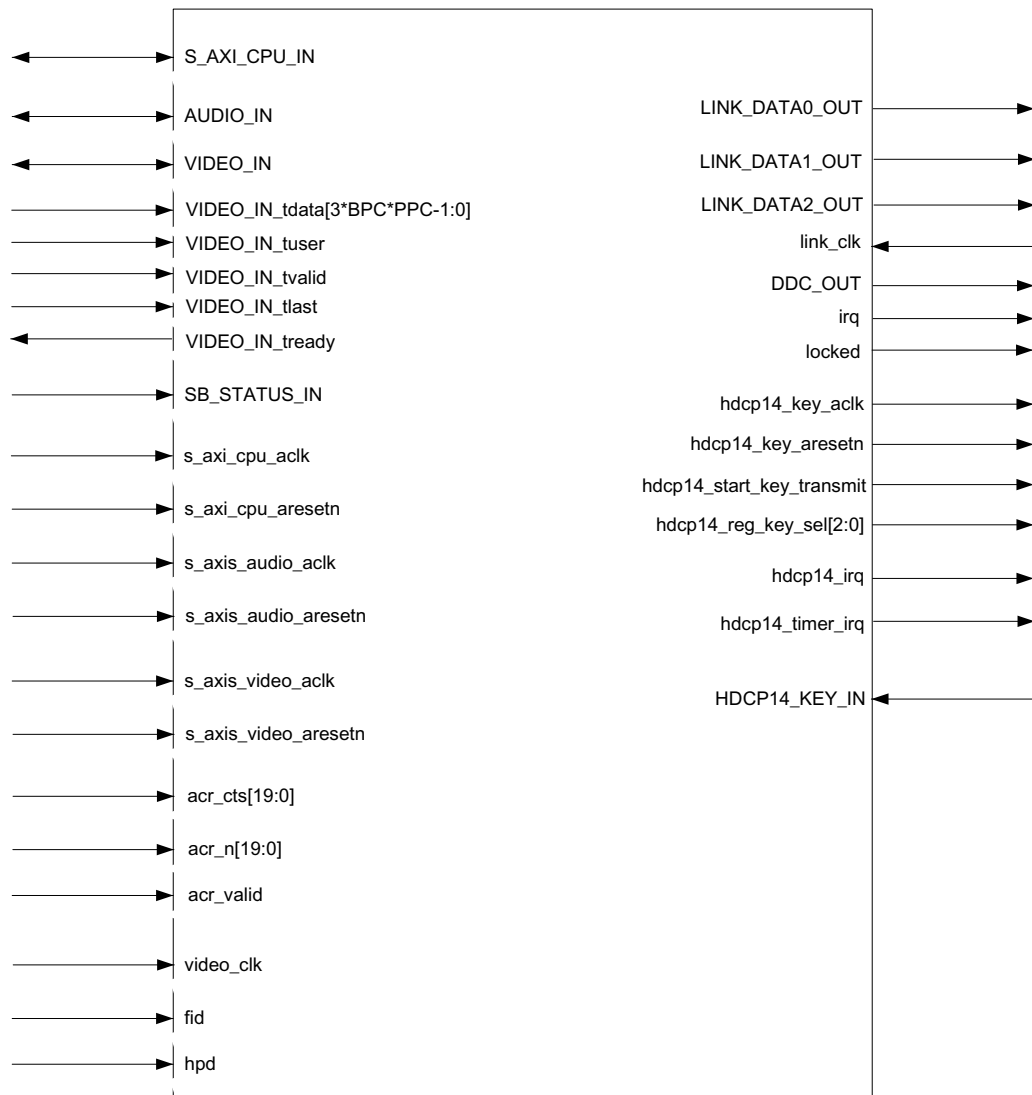 S_AXI_CPU_IN
AUDIO_IN
VIDEO_IN
VIDEO_IN_tdata[3*BPC*PPC-1:0]
VIDEO_IN_tuser
VIDEO_IN_tvalid
VIDEO_IN_tlast
VIDEO_IN_tready
SB_STATUS_IN
s_axi_cpu_aclk
s_axi_cpu_aresetn
s_axis_audio_aclk
s_axis_audio_aresetn
s_axis_video_aclk
s_axis_video_aresetn
acr_cts[19:0]
acr_n[19:0]
acr_valid
video_clk
fid
hpd
LINK_DATA0_OUT
LINK_DATA1_OUT
LINK_DATA2_OUT
link_clk
DDC_OUT
irq
locked
hdcp14_key_aclk
hdcp14_key_aresetn
hdcp14_start_key_transmit
hdcp14_reg_key_sel[2:0]
hdcp14_irq
hdcp14_timer_irq
HDCP14_KEY_IN